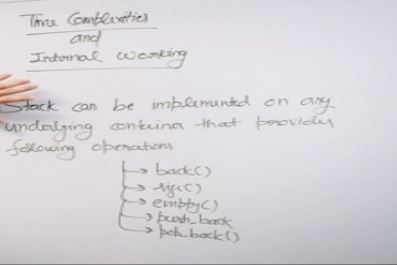 Time Complexities
and
Internal Working
Stack can be implemented on any
underlying container that provides
following operations
back()
size()
empty()
push_back
pop_back()